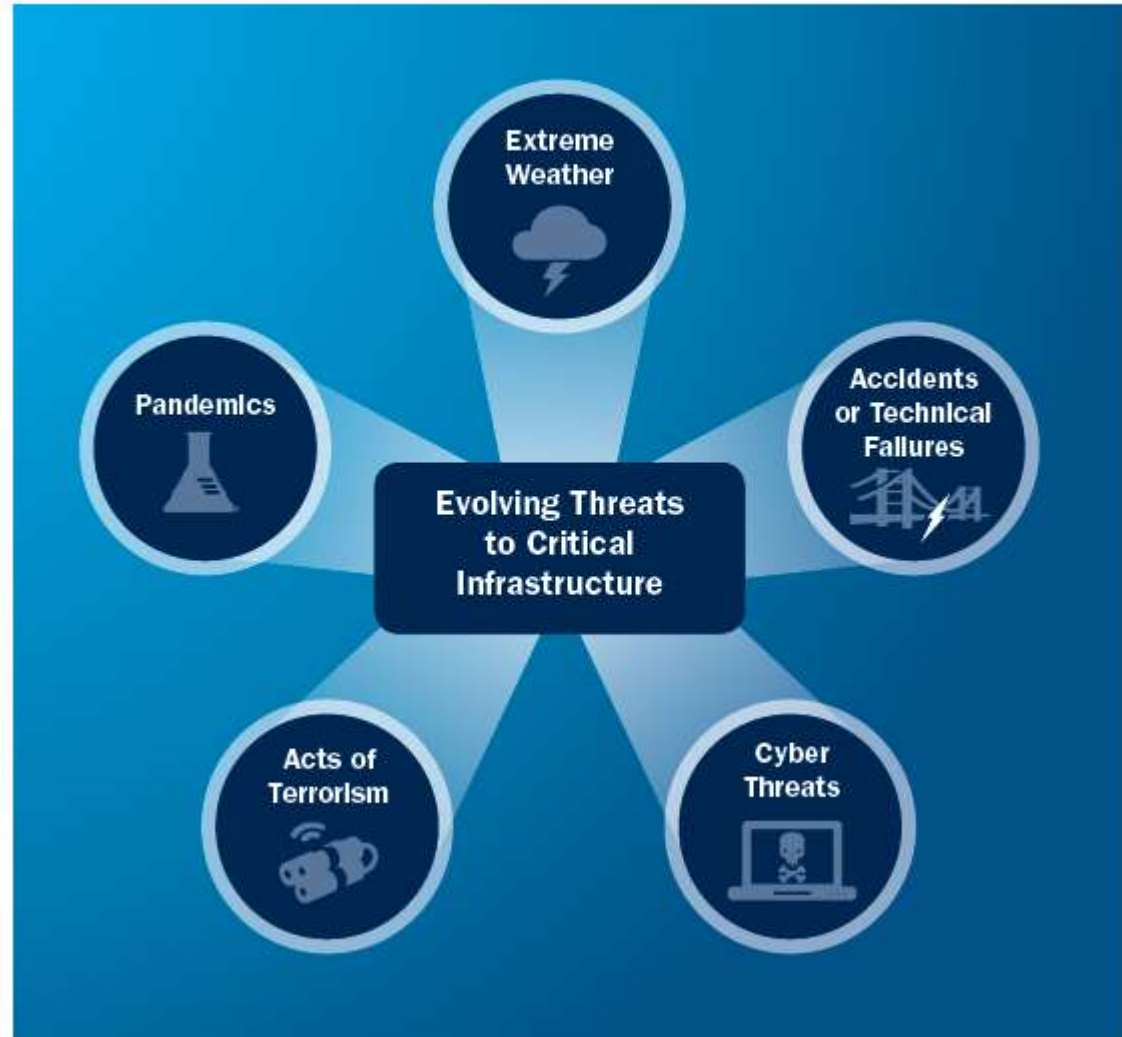 Extreme
Weather
Pandemics
Accidents
or Technical
Failures
Evolving Threats
to Critical
Infrastructure
Acts of
Terrorism
Cyber
Threats